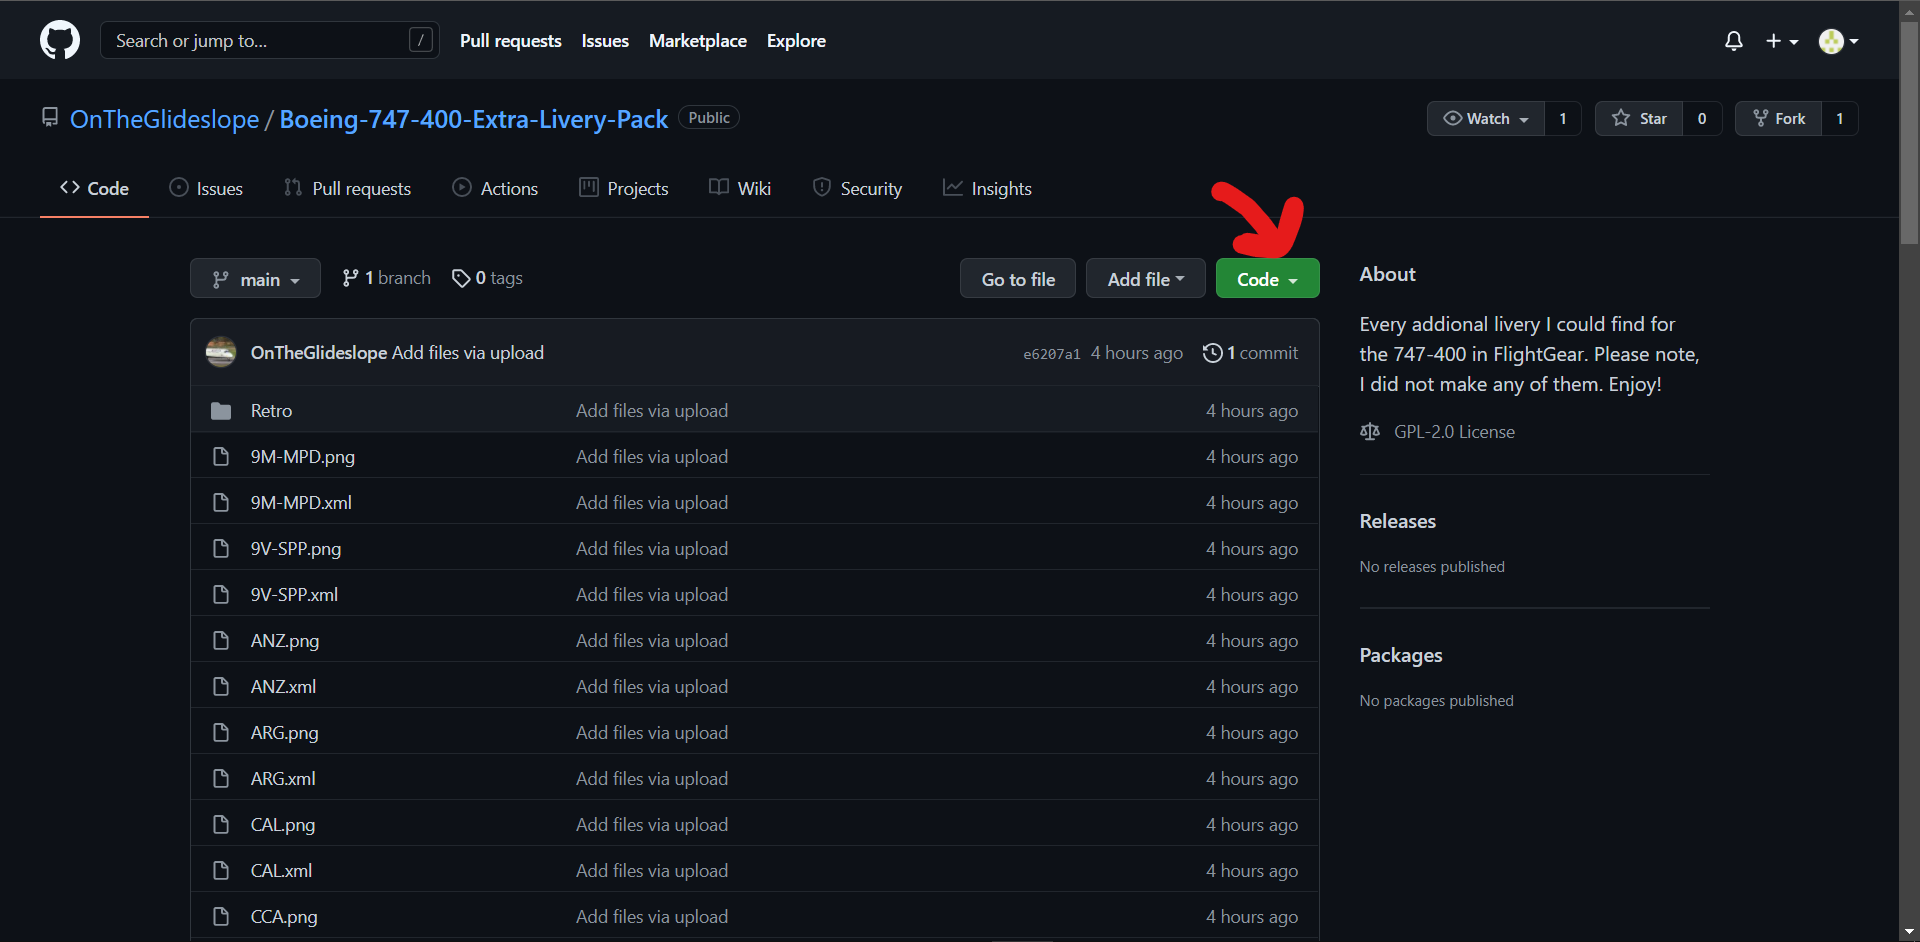 Search or jump to... / Pull requests Issues Marketplace Explore
OnTheGlideslope / Boeing-747-400-Extra-Livery-Pack Public Watch 1 Star 0 Fork 1
Code Issues Pull requests Actions Projects Wiki Security Insights
main 1 branch 0 tags Go to file Add file Code
OnTheGlideslope Add files via upload e6207a1 4 hours ago 1 commit
Retro Add files via upload 4 hours ago
9M-MPD.png Add files via upload 4 hours ago
9M-MPD.xml Add files via upload 4 hours ago
9V-SPP.png Add files via upload 4 hours ago
9V-SPP.xml Add files via upload 4 hours ago
ANZ.png Add files via upload 4 hours ago
ANZ.xml Add files via upload 4 hours ago
ARG.png Add files via upload 4 hours ago
ARG.xml Add files via upload 4 hours ago
CAL.png Add files via upload 4 hours ago
CAL.xml Add files via upload 4 hours ago
CCA.png Add files via upload 4 hours ago
About
Every addional livery I could find for
the 747-400 in FlightGear. Please note,
I did not make any of them. Enjoy!
GPL-2.0 License
Releases
No releases published
Packages
No packages published